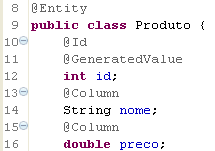 8 @Entity
9 public class Produto {
10 @Id
11 @GeneratedValue
12 int id;
13 @Column
14 String nome;
15 @Column
16 double preco;